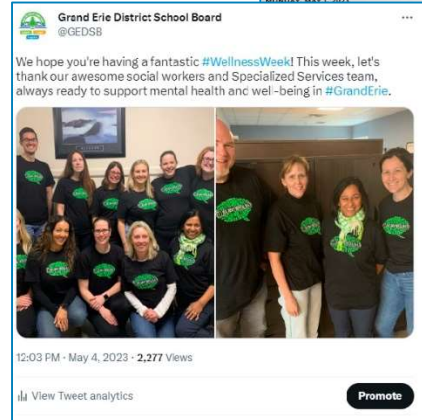 Grand Erie District School Board
@GEDSB
We hope you're having a fantastic #WellnessWeek! This week, let's
thank our awesome social workers and Specialized Services team,
always ready to support mental health and well-being in #GrandErie.
12:03 PM · May 4, 2023 · 2,277 Views
View Tweet analytics
Promote